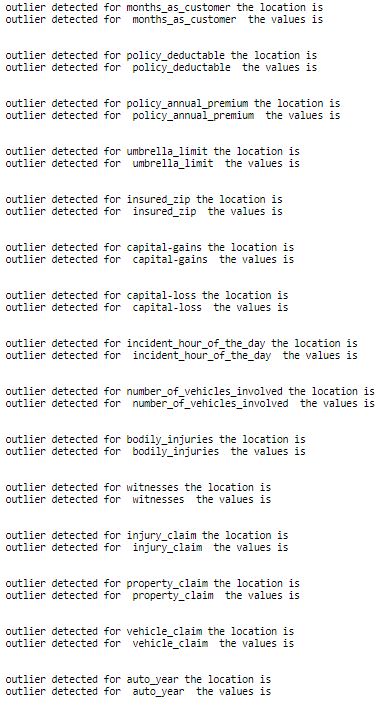 outlier detected for months_as_customer the location is
outlier detected for  months_as_customer  the values is
outlier detected for policy_deductable the location is
outlier detected for  policy_deductable  the values is
outlier detected for policy_annual_premium the location is
outlier detected for  policy_annual_premium  the values is
outlier detected for umbrella_limit the location is
outlier detected for  umbrella_limit  the values is
outlier detected for insured_zip the location is
outlier detected for  insured_zip  the values is
outlier detected for capital-gains the location is
outlier detected for  capital-gains  the values is
outlier detected for capital-loss the location is
outlier detected for  capital-loss  the values is
outlier detected for incident_hour_of_the_day the location is
outlier detected for  incident_hour_of_the_day  the values is
outlier detected for number_of_vehicles_involved the location is
outlier detected for  number_of_vehicles_involved  the values is
outlier detected for bodily_injuries the location is
outlier detected for  bodily_injuries  the values is
outlier detected for witnesses the location is
outlier detected for  witnesses  the values is
outlier detected for injury_claim the location is
outlier detected for  injury_claim  the values is
outlier detected for property_claim the location is
outlier detected for  property_claim  the values is
outlier detected for vehicle_claim the location is
outlier detected for  vehicle_claim  the values is
outlier detected for auto_year the location is
outlier detected for  auto_year  the values is